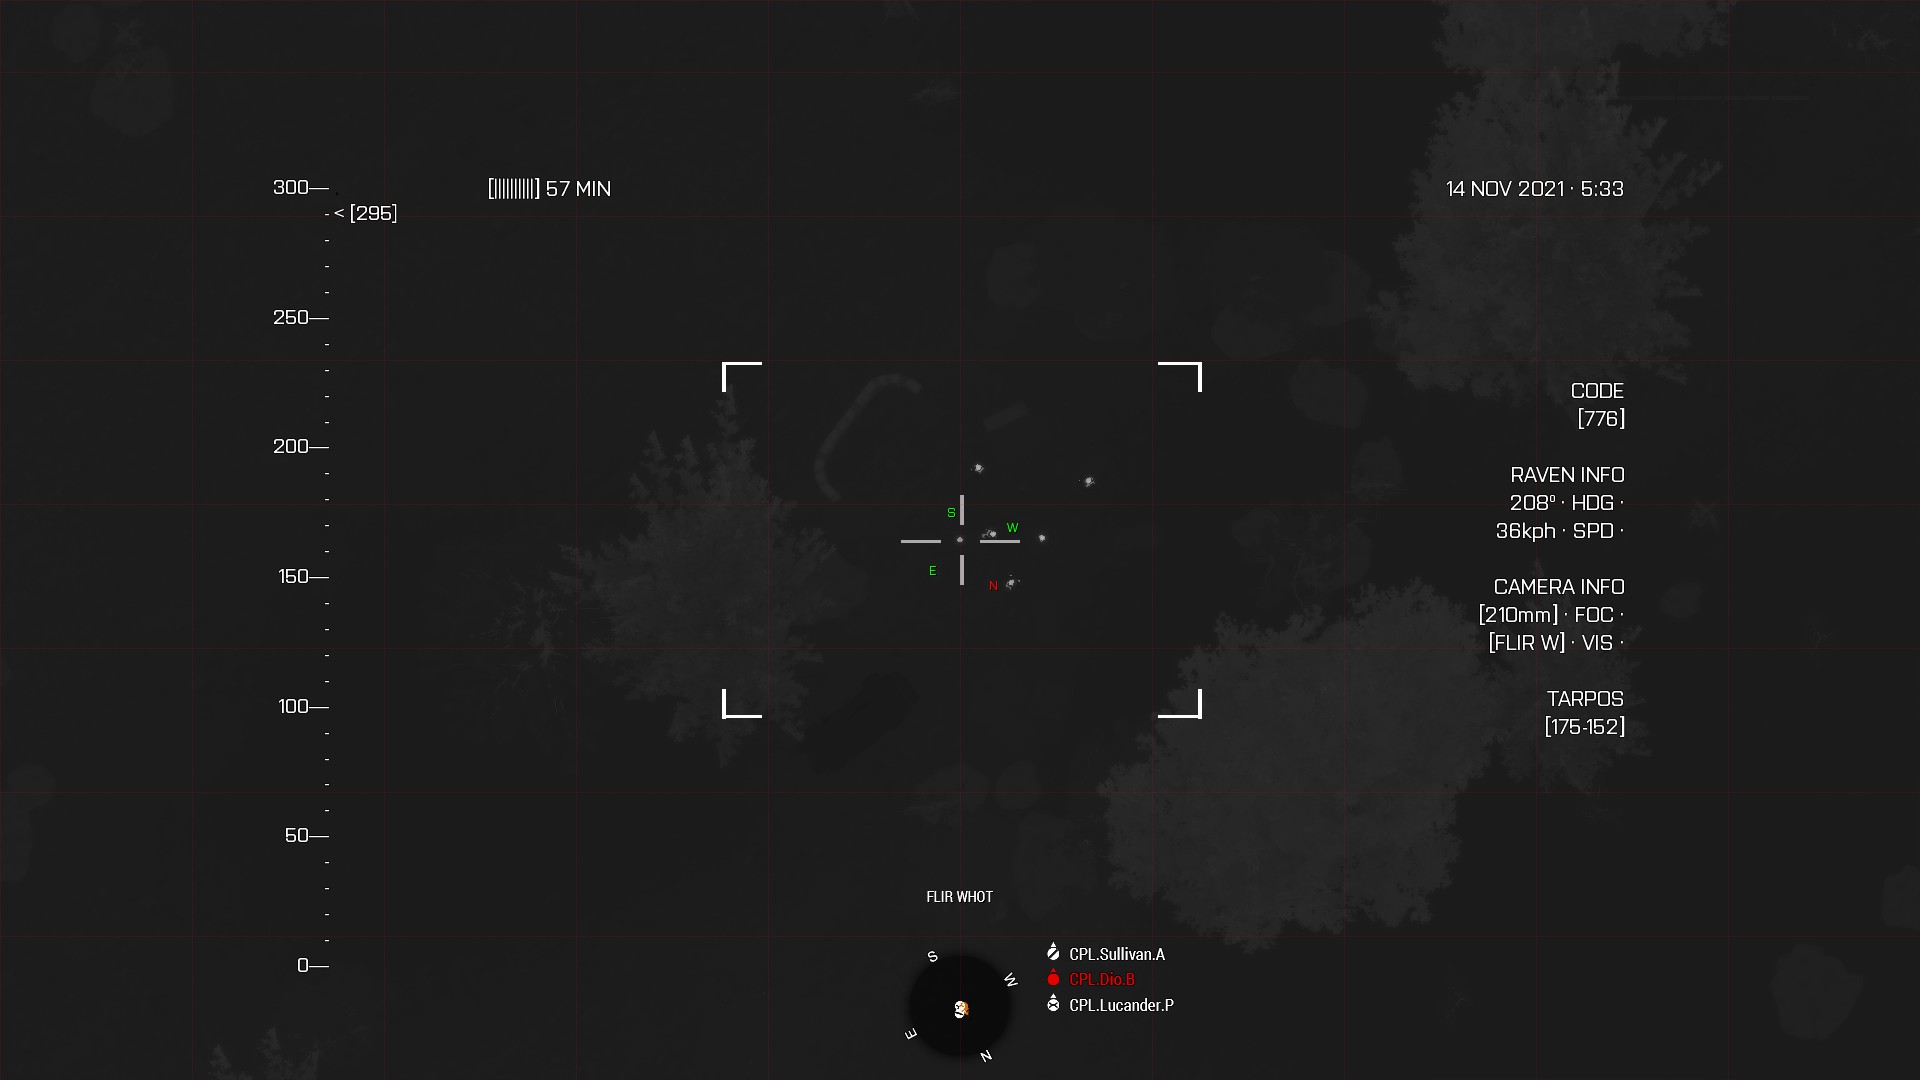 300
< [295]
250
200
150
100
50
0
[||||||||||] 57 MIN
14 NOV 2021 · 5:33
S
W
E
N
CODE
[776]
RAVEN INFO
208º · HDG ·
36kph · SPD ·
CAMERA INFO
[210mm] · FOC ·
[FLIR W] · VIS ·
TARPOS
[175-152]
FLIR WHOT
S
W
E
N
CPL.Sullivan.A
CPL.Dio.B
CPL.Lucander.P